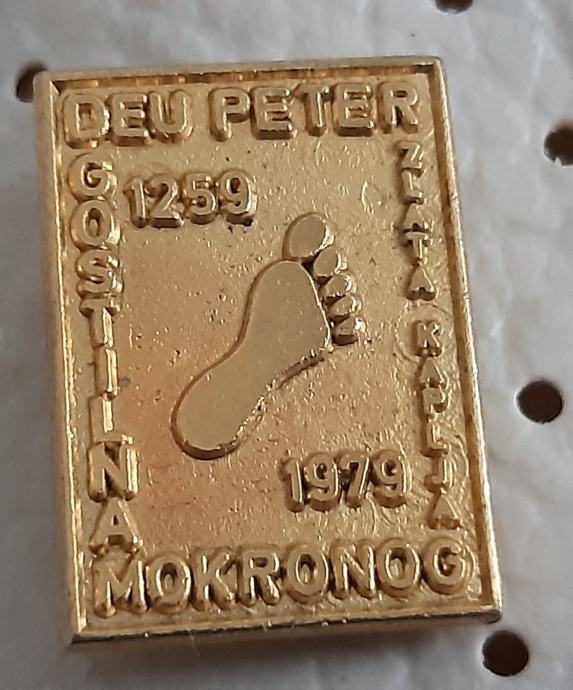 DEU PETER
GOSTILNA
1259
ZLATA KAPLJA
1979
MOKRONOG